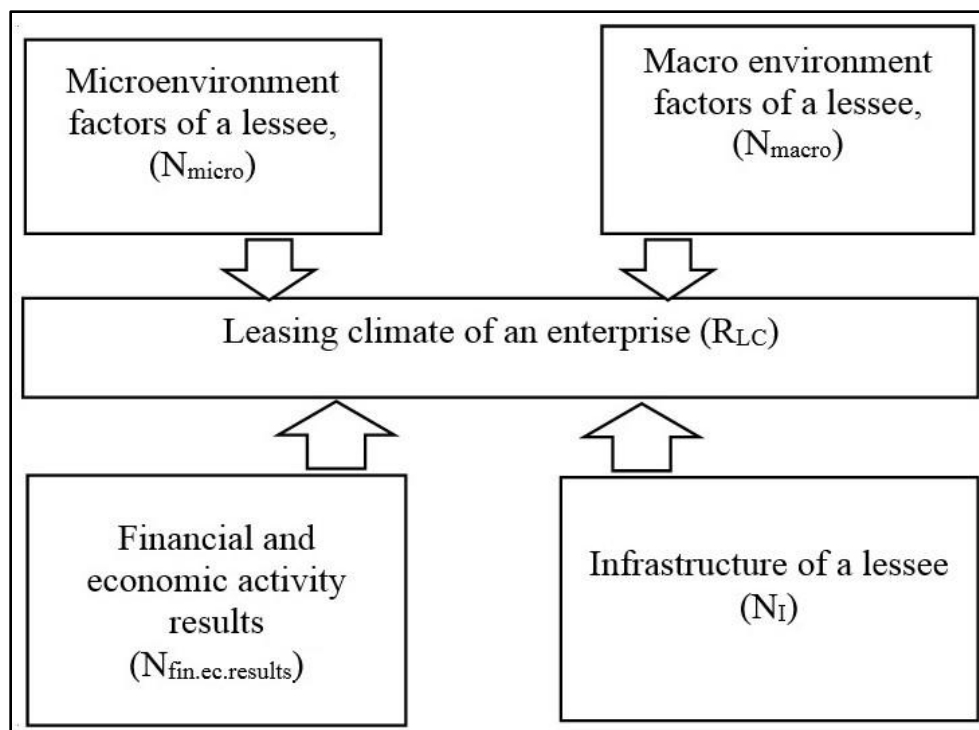 Microenvironment
factors of a lessee,
(Nmicro)
Macro environment
factors of a lessee,
(Nmacro)
Leasing climate of an enterprise (RLC)
Financial and
economic activity
results
(Nfin.ec.results)
Infrastructure of a lessee
(NI)